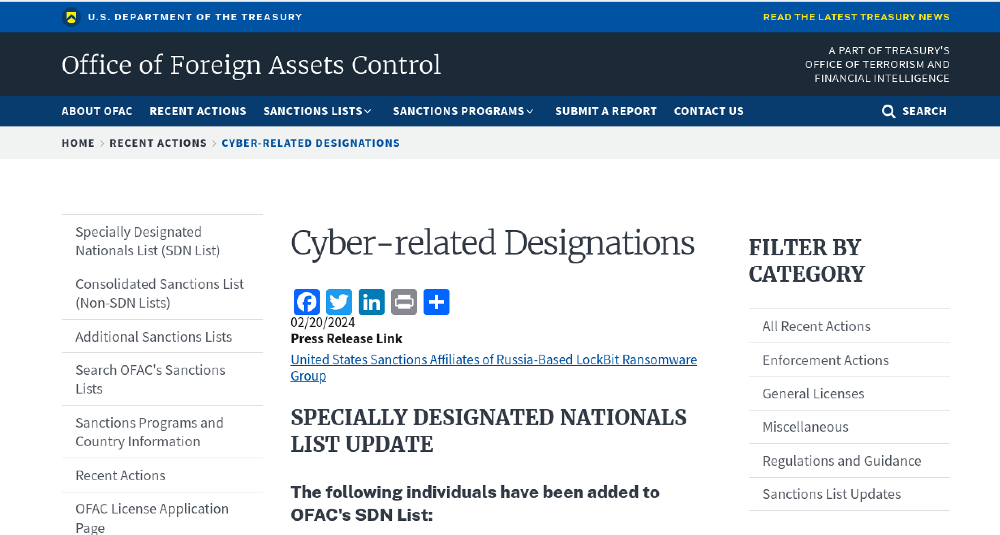 U.S. DEPARTMENT OF THE TREASURY
READ THE LATEST TREASURY NEWS
Office of Foreign Assets Control
A PART OF TREASURY'S
OFFICE OF TERRORISM AND
FINANCIAL INTELLIGENCE
ABOUT OFAC RECENT ACTIONS SANCTIONS LISTS SANCTIONS PROGRAMS SUBMIT A REPORT CONTACT US SEARCH
HOME > RECENT ACTIONS > CYBER-RELATED DESIGNATIONS
Specially Designated
Nationals List (SDN List)
Consolidated Sanctions List
(Non-SDN Lists)
Additional Sanctions Lists
Search OFAC's Sanctions
Lists
Sanctions Programs and
Country Information
Recent Actions
OFAC License Application
Page
Cyber-related Designations
02/20/2024
Press Release Link
United States Sanctions Affiliates of Russia-Based LockBit Ransomware
Group
SPECIALLY DESIGNATED NATIONALS
LIST UPDATE
The following individuals have been added to
OFAC's SDN List:
FILTER BY
CATEGORY
All Recent Actions
Enforcement Actions
General Licenses
Miscellaneous
Regulations and Guidance
Sanctions List Updates